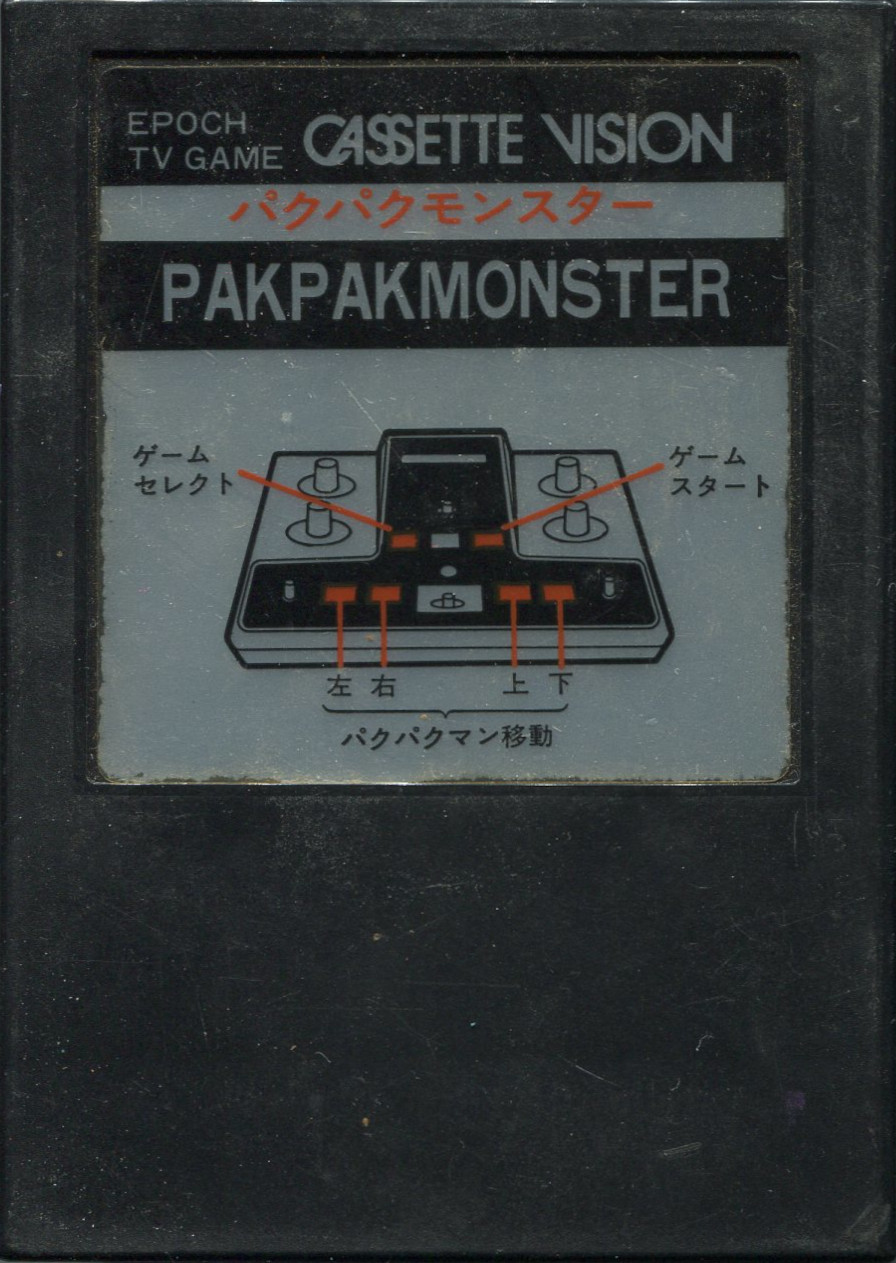 EPOCH
TV GAME
CASSETTE VISION
パクパクモンスター
PAKPAKMONSTER
ゲーム
セレクト
ゲーム
スタート
左 右 上 下
パクパクマン移動